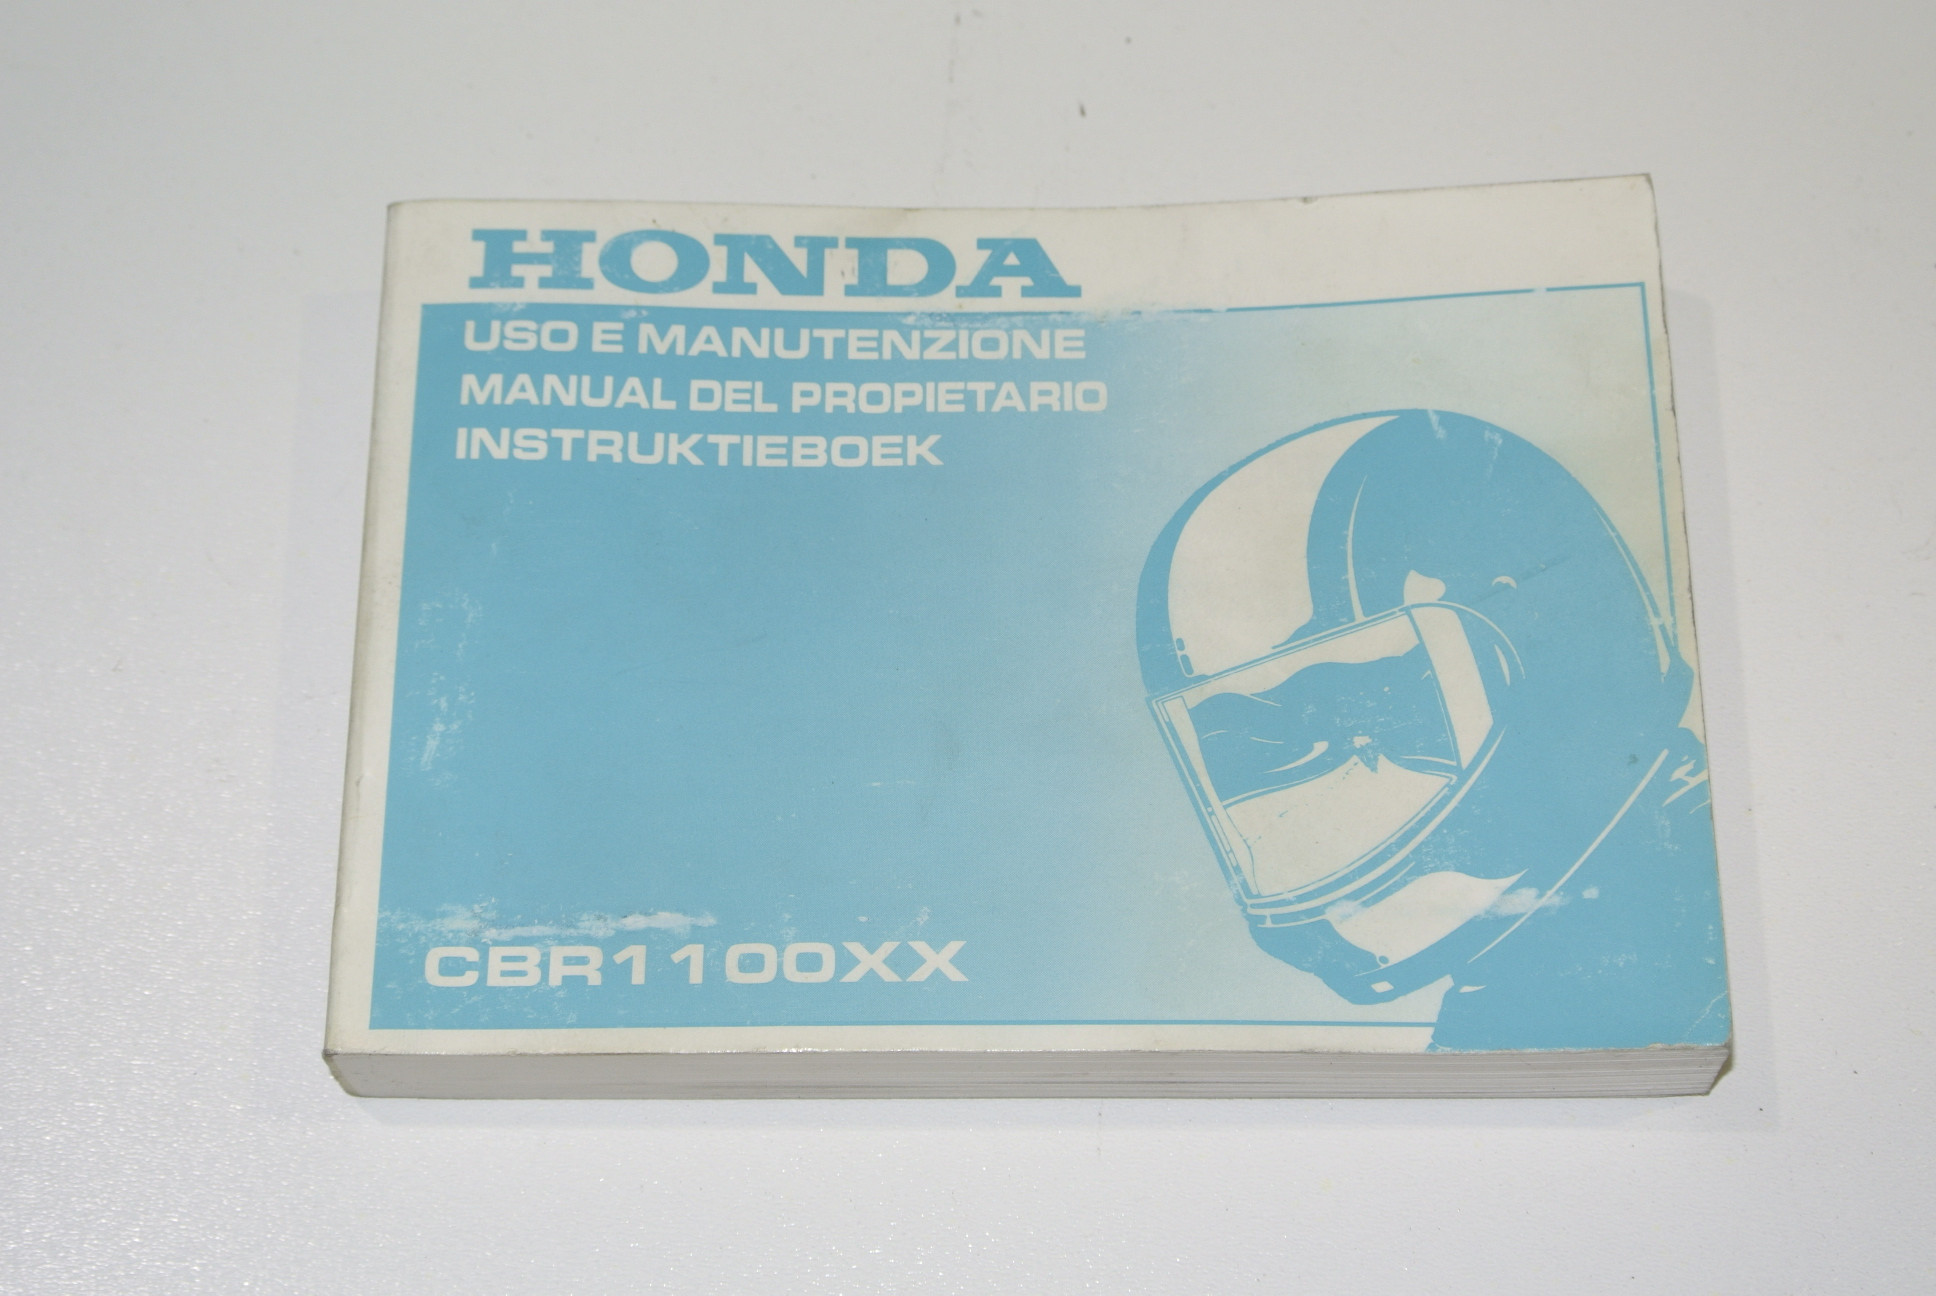 HONDA
USO E MANUTENZIONE
MANUAL DEL PROPIETARIO
INSTRUKTIEBOEK
CBR1100XX